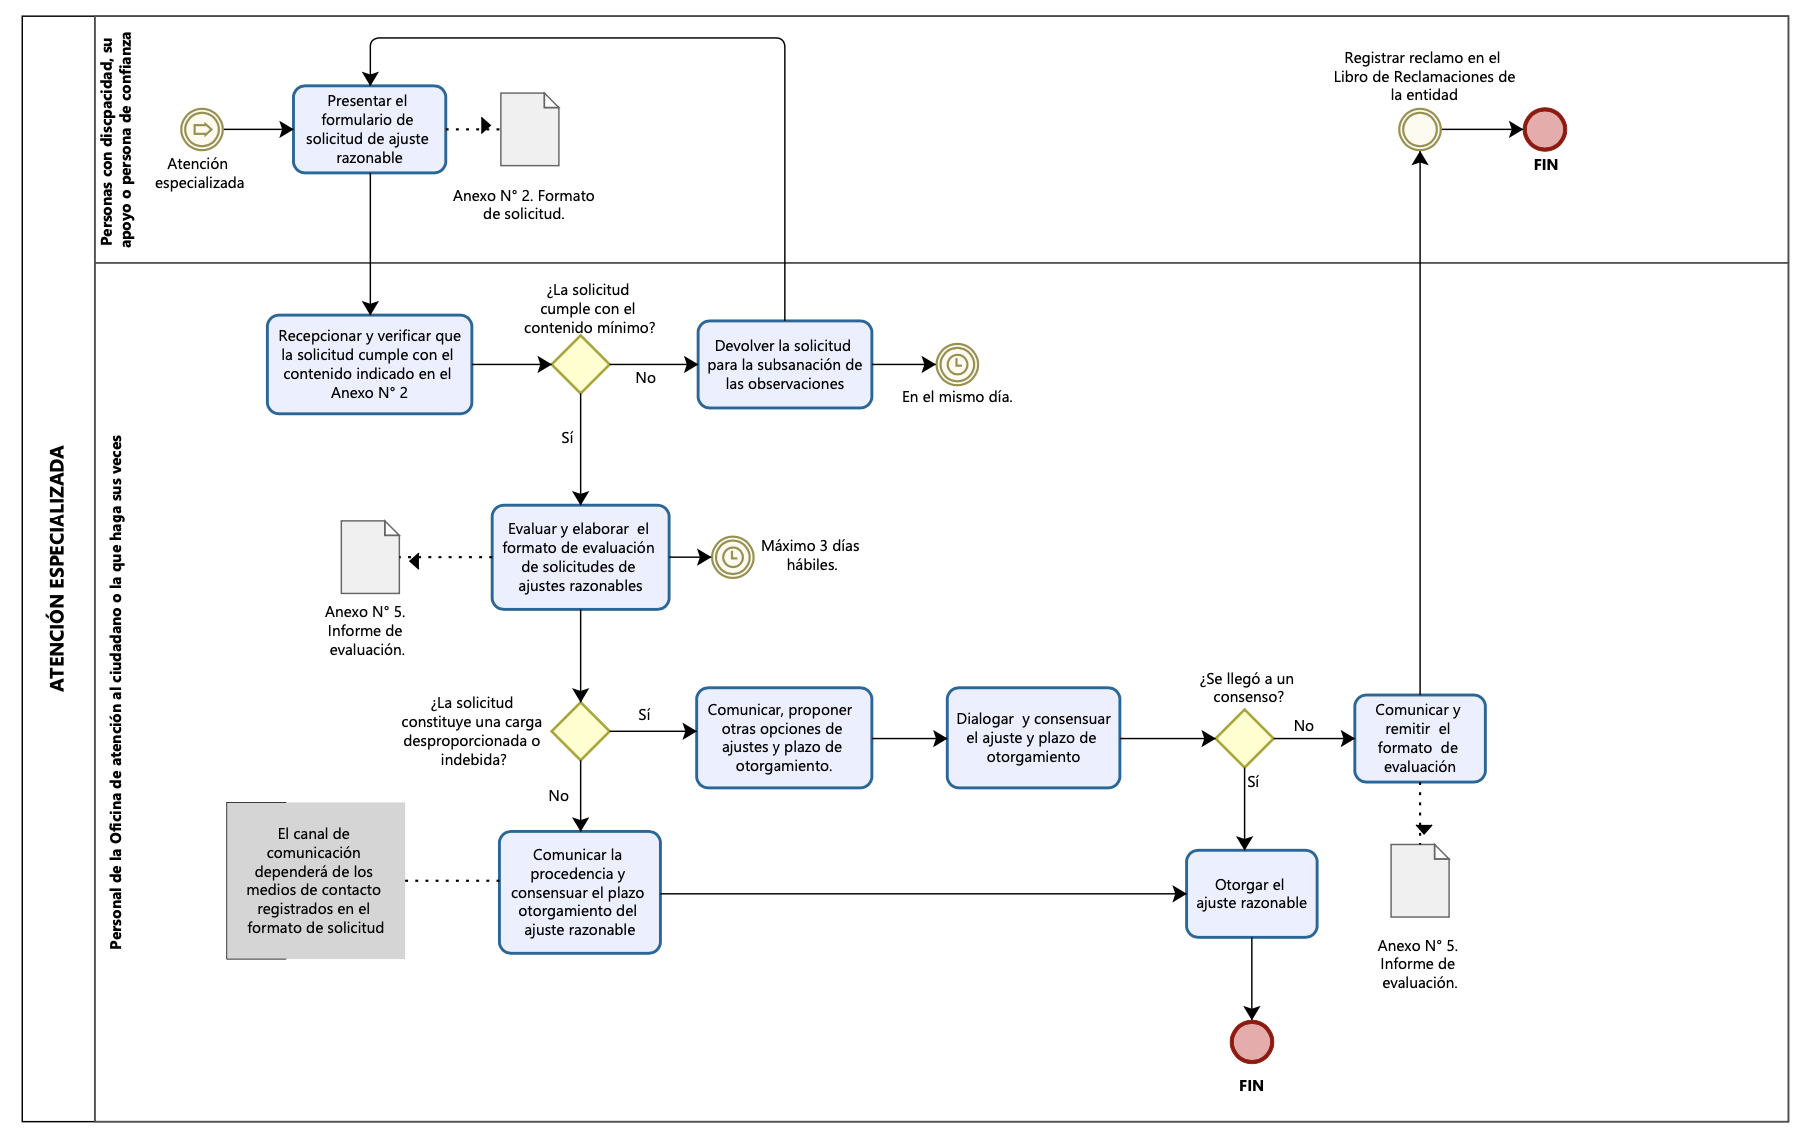 ATENCIÓN ESPECIALIZADA
Personas con discpacidad, su
apoyo o persona de confianza
Atención
especializada
Presentar el
formulario de
solicitud de ajuste
razonable
Anexo N° 2. Formato
de solicitud.
Registrar reclamo en el
Libro de Reclamaciones de
la entidad
FIN
Personal de la Oficina de atención al ciudadano o la que haga sus veces
Recepcionar y verificar que
la solicitud cumple con el
contenido indicado en el
Anexo N° 2
¿La solicitud
cumple con el
contenido mínimo?
No
Devolver la solicitud
para la subsanación de
las observaciones
En el mismo día.
Sí
Evaluar y elaborar el
formato de evaluación
de solicitudes de
ajustes razonables
Máximo 3 días
hábiles.
Anexo N° 5.
Informe de
evaluación.
¿La solicitud
constituye una carga
desproporcionada o
indebida?
Sí
Comunicar, proponer
otras opciones de
ajustes y plazo de
otorgamiento.
Dialogar y consensuar
el ajuste y plazo de
otorgamiento
¿Se llegó a un
consenso?
No
Comunicar y
remitir el
formato de
evaluación
Sí
No
El canal de
comunicación
dependerá de los
medios de contacto
registrados en el
formato de solicitud
Comunicar la
procedencia y
consensuar el plazo
otorgamiento del
ajuste razonable
Otorgar el
ajuste razonable
Anexo N° 5.
Informe de
evaluación.
FIN